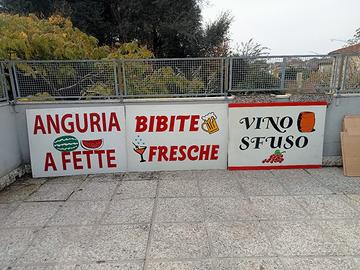 ANGURIA
A FETTE
BIBITE
FRESCHE
VINO
SFUSO